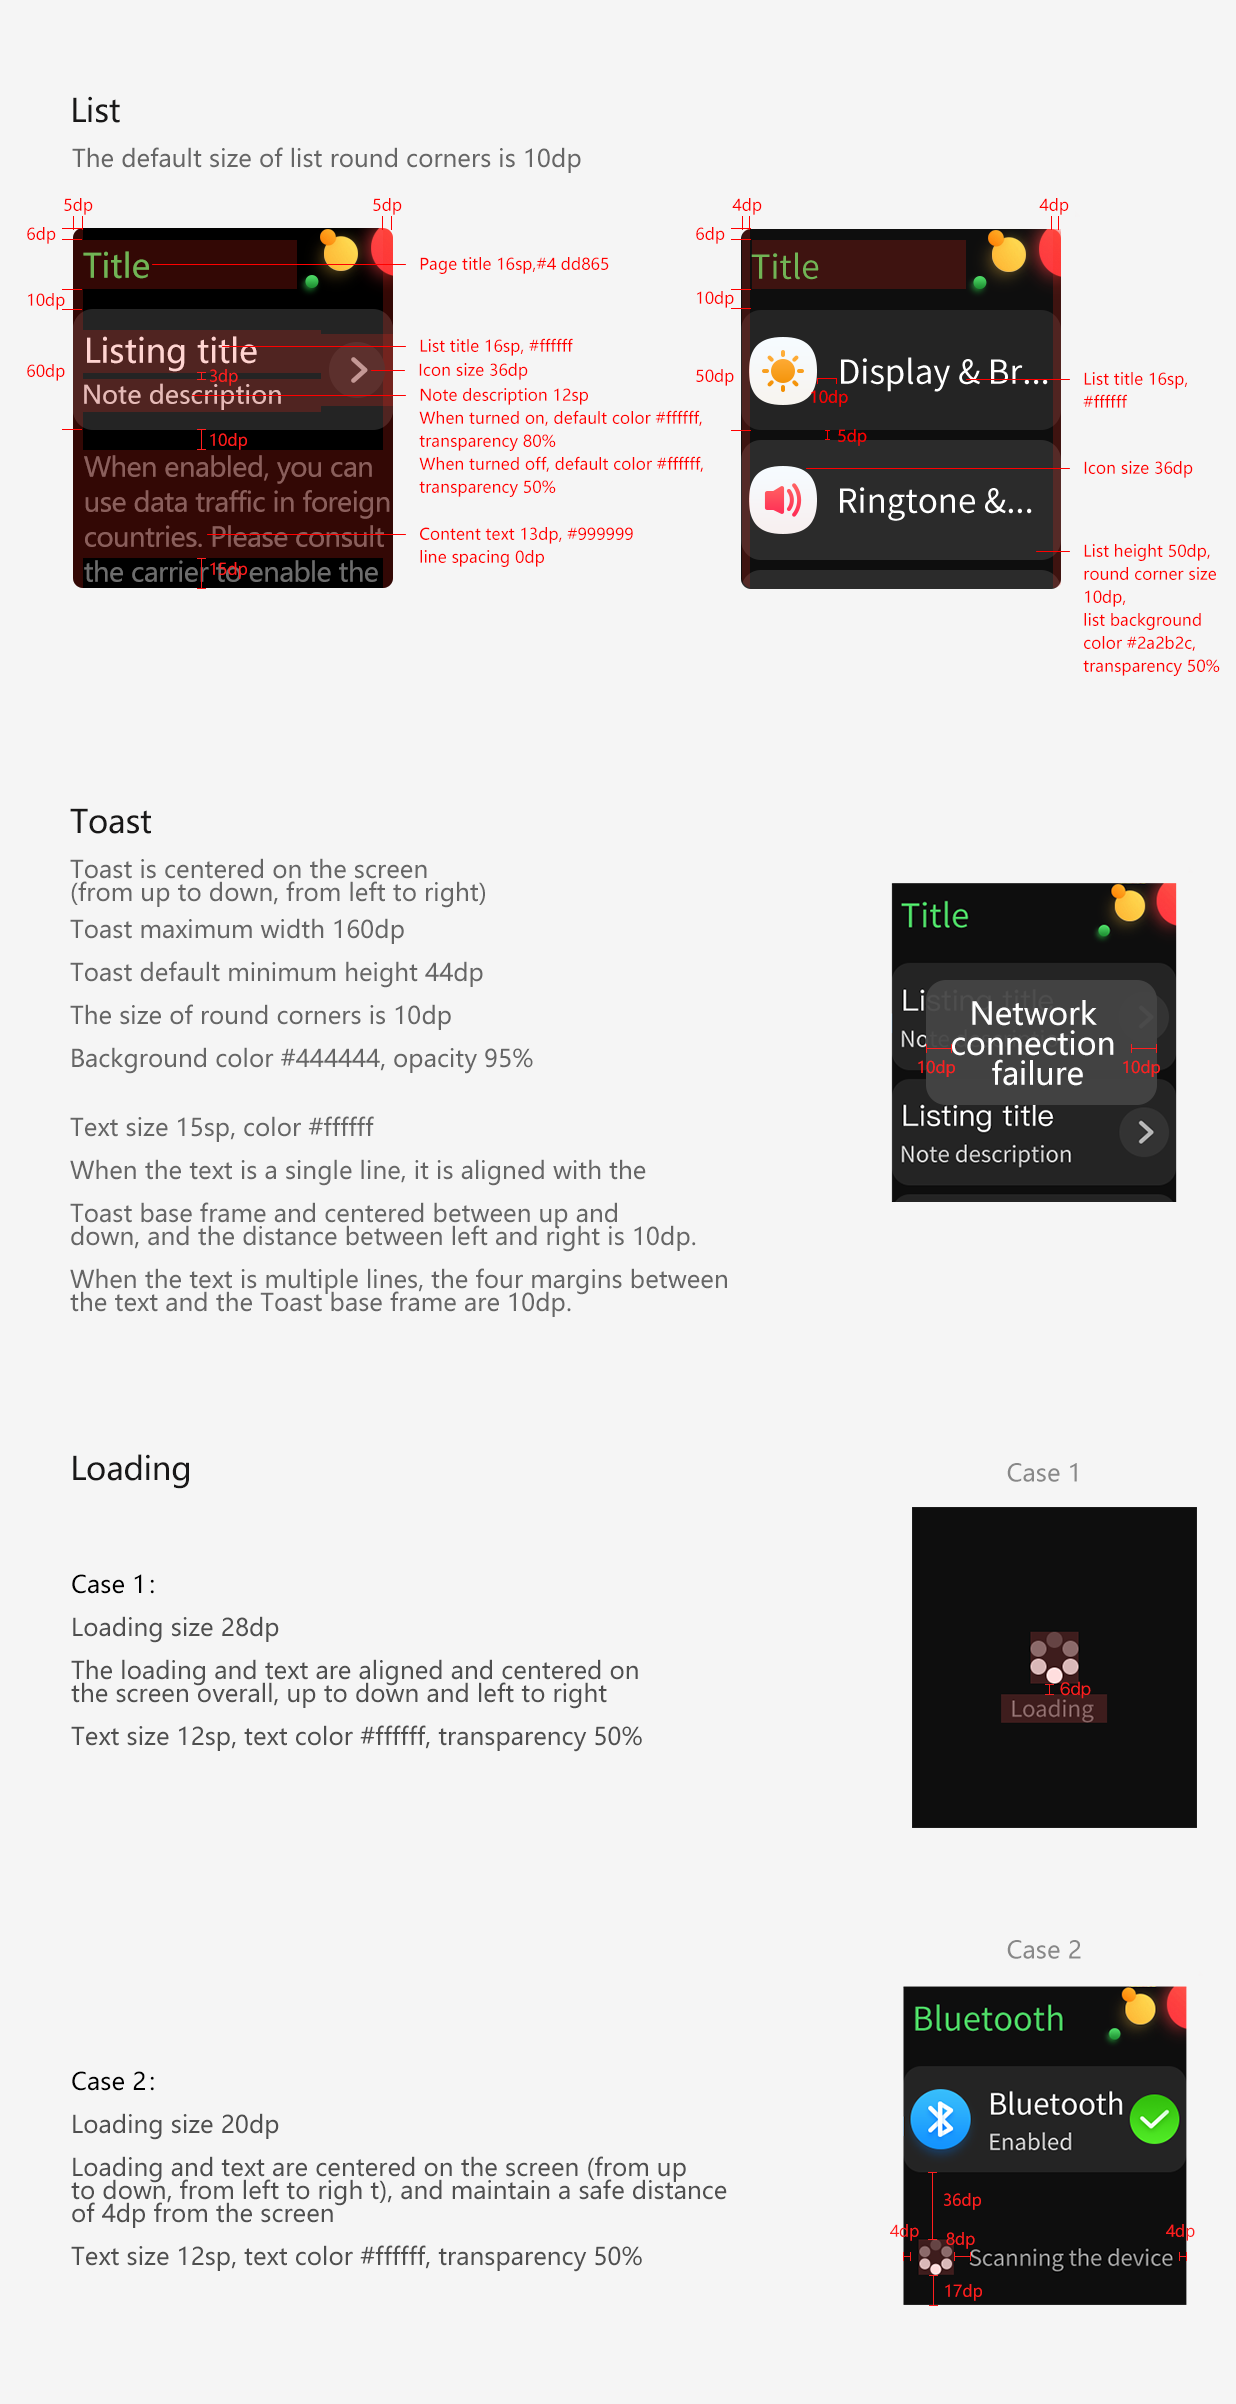 List
The default size of list round corners is 10dp
5dp
5dp
6dp
Title
Page title 16sp,#4 dd865
10dp
Listing title
List title 16sp, #ffffff
60dp
3dp
Icon size 36dp
Note description
Note description 12sp
When turned on, default color #ffffff,
transparency 80%
When turned off, default color #ffffff,
transparency 50%
10dp
When enabled, you can
use data traffic in foreign
countries. Please consult
the carrier to enable the
15dp
Content text 13dp, #999999
line spacing 0dp
4dp
4dp
6dp
Title
10dp
50dp
Display & Br...
10dp
List title 16sp,
#ffffff
5dp
Icon size 36dp
Ringtone &...
List height 50dp,
round corner size
10dp,
list background
color #2a2b2c,
transparency 50%
Toast
Toast is centered on the screen
(from up to down, from left to right)
Toast maximum width 160dp
Toast default minimum height 44dp
The size of round corners is 10dp
Background color #444444, opacity 95%
Text size 15sp, color #ffffff
When the text is a single line, it is aligned with the
Toast base frame and centered between up and
down, and the distance between left and right is 10dp.
When the text is multiple lines, the four margins between
the text and the Toast base frame are 10dp.
Title
Listing title
Network
connection
failure
10dp
10dp
Listing title
Note description
Loading
Case 1:
Loading size 28dp
The loading and text are aligned and centered on
the screen overall, up to down and left to right
Text size 12sp, text color #ffffff, transparency 50%
Case 1
6dp
Loading
Case 2:
Loading size 20dp
Loading and text are centered on the screen (from up
to down, from left to righ t), and maintain a safe distance
of 4dp from the screen
Text size 12sp, text color #ffffff, transparency 50%
Case 2
Bluetooth
Bluetooth
Enabled
36dp
4dp
8dp
4dp
Scanning the device
17dp